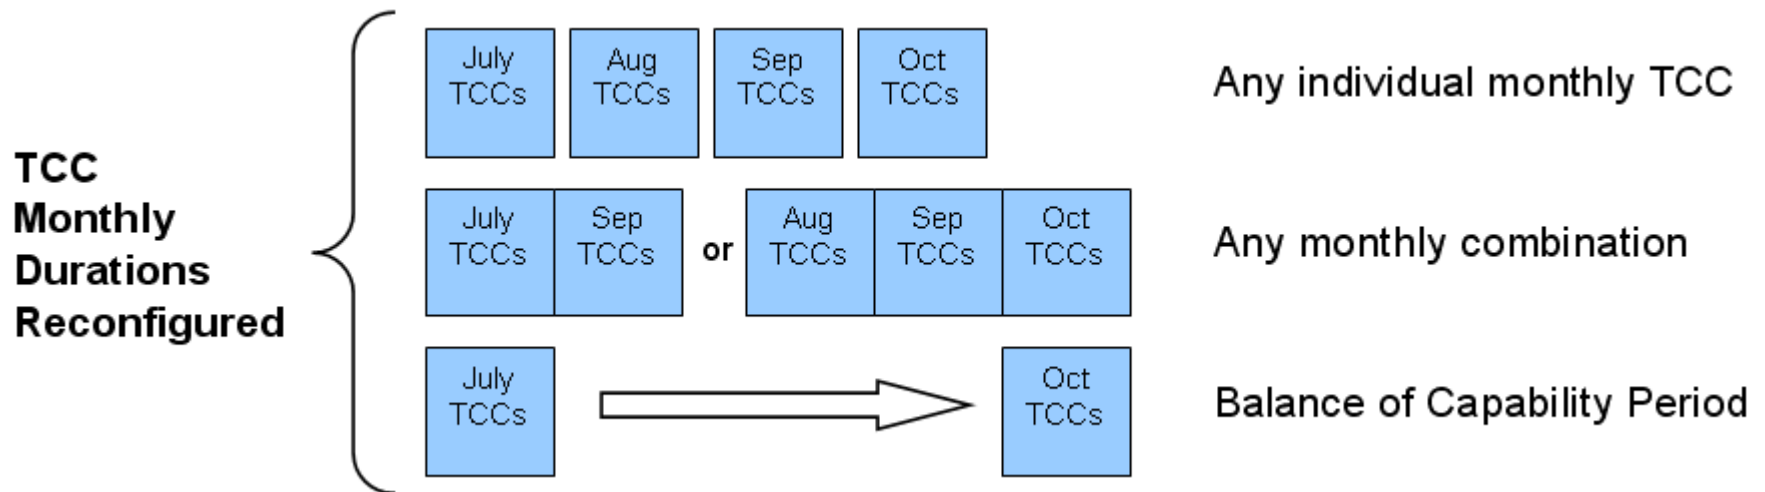 TCC
Monthly
Durations
Reconfigured
July
TCCs
Aug
TCCs
Sep
TCCs
Oct
TCCs
Any individual monthly TCC
July
TCCs
Sep
TCCs
or
Aug
TCCs
Sep
TCCs
Oct
TCCs
Any monthly combination
July
TCCs
Oct
TCCs
Balance of Capability Period